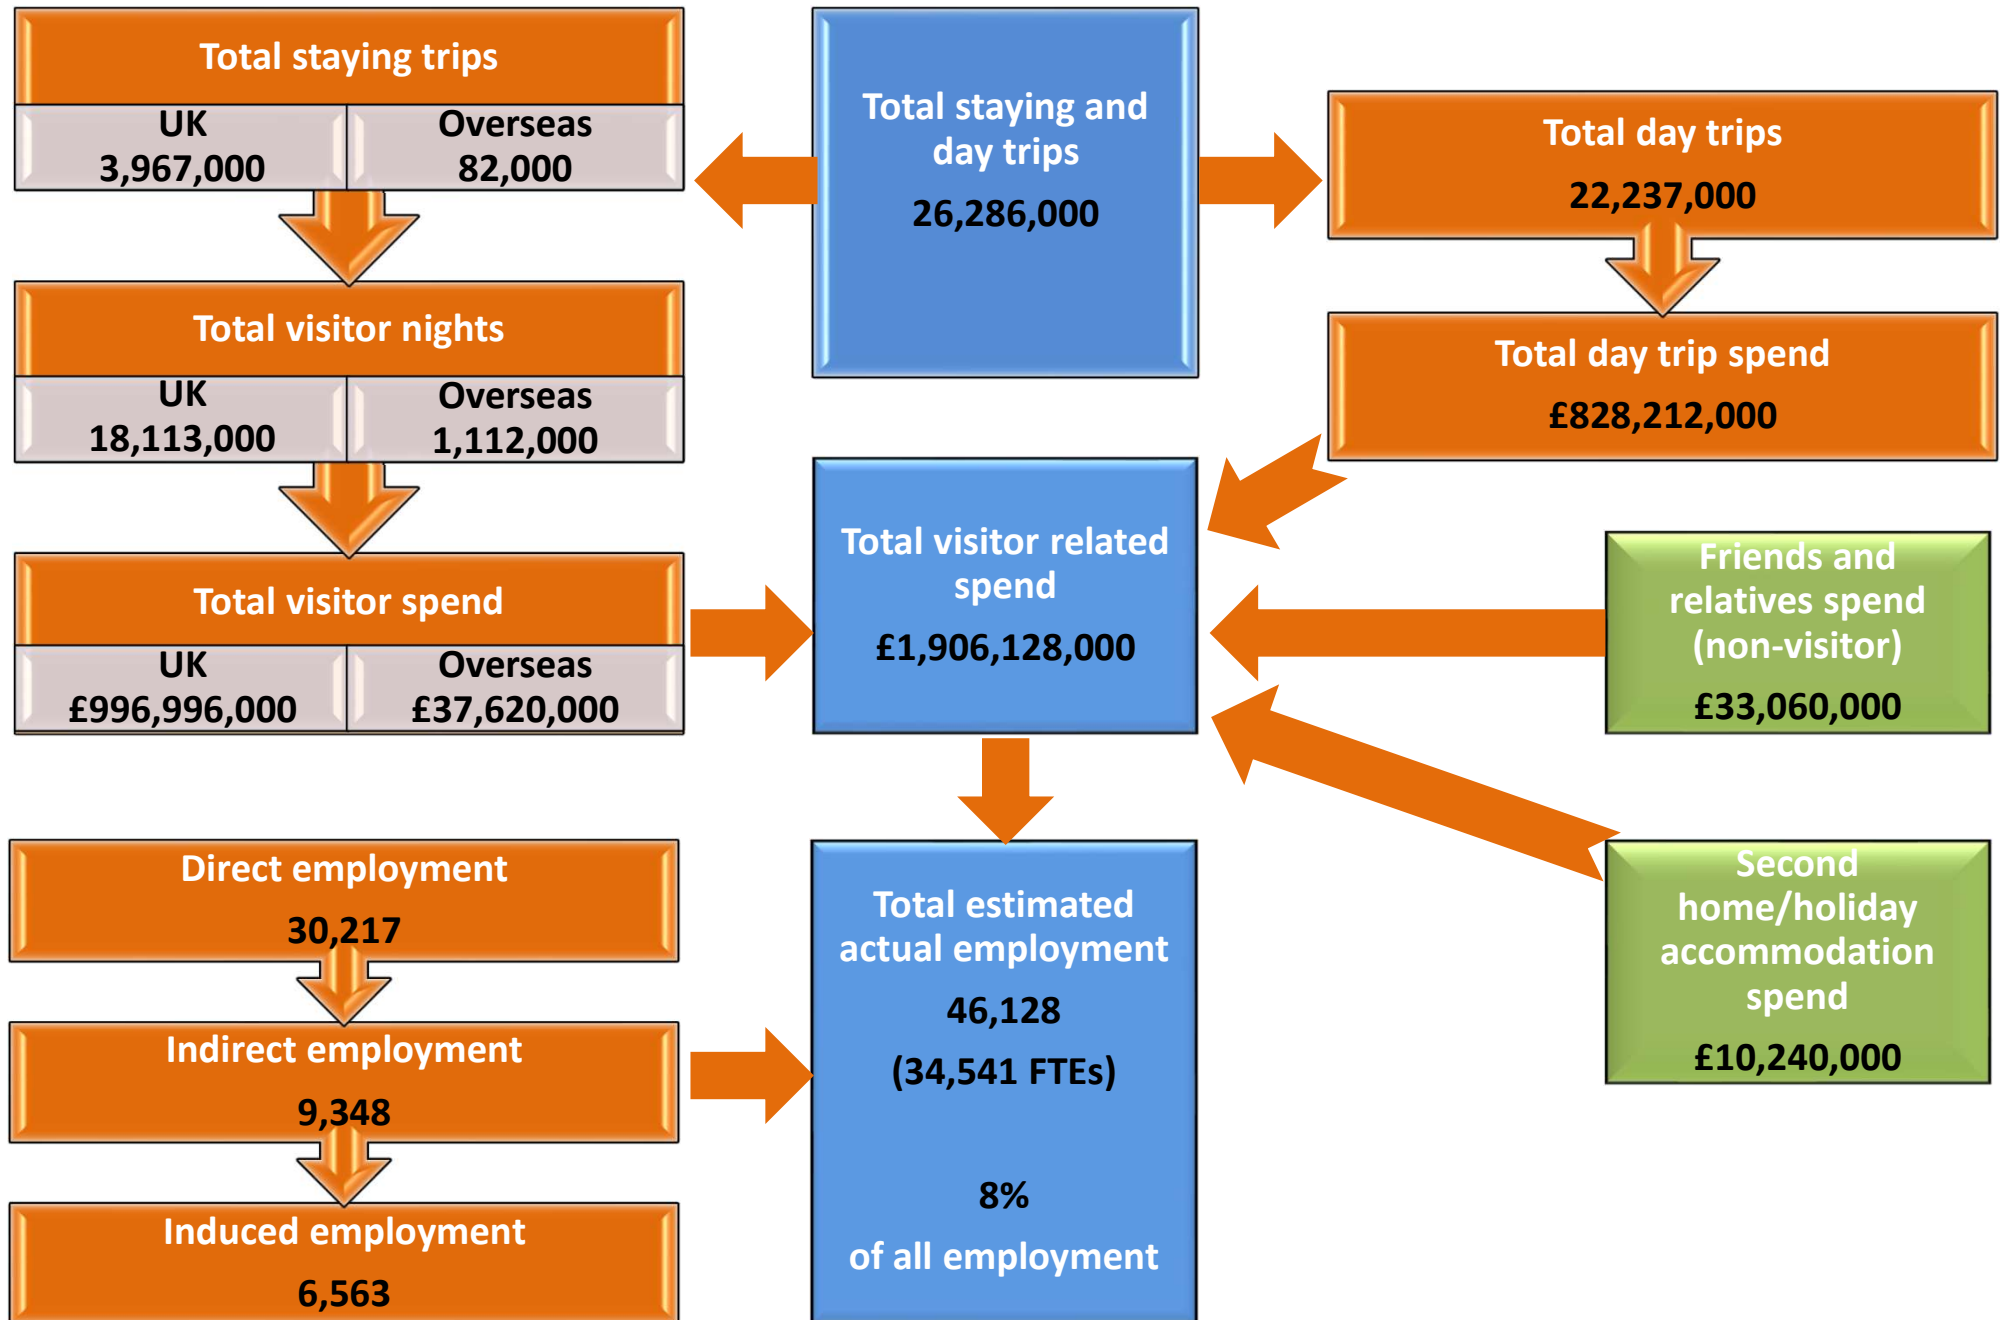 Total staying trips
UK
3,967,000
Overseas
82,000
Total visitor nights
UK
18,113,000
Overseas
1,112,000
Total visitor spend
UK
£996,996,000
Overseas
£37,620,000
Direct employment
30,217
Indirect employment
9,348
Induced employment
6,563
Total staying and
day trips
26,286,000
Total visitor related
spend
£1,906,128,000
Total estimated
actual employment
46,128
(34,541 FTEs)
8%
of all employment
Total day trips
22,237,000
Total day trip spend
£828,212,000
Friends and
relatives spend
(non-visitor)
£33,060,000
Second
home/holiday
accommodation
spend
£10,240,000